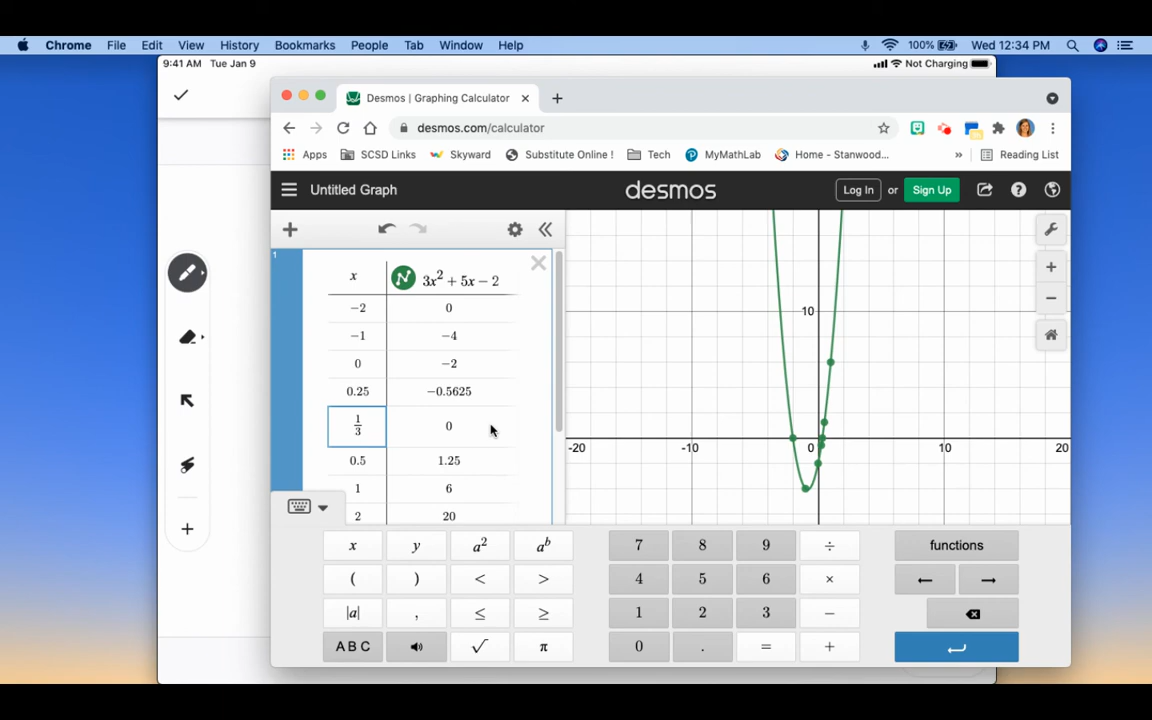 Chrome File Edit View History Bookmarks People Tab Window Help 100% Wed 12:34 PM
9:41 AM Tue Jan 9 Not Charging
Desmos | Graphing Calculator
desmos.com/calculator
Apps SCSD Links Skyward Substitute Online ! Tech MyMathLab Home - Stanwood... » Reading List
Untitled Graph desmos Log In or Sign Up
1
x 3x² + 5x − 2
−2 0
−1 −4
0 −2
0.25 −0.5625
1/3 0
0.5 1.25
1 6
2 20
10
-20 -10 0 10 20
x y a² a^b 7 8 9 ÷ functions
( ) < > 4 5 6 × ← →
|a| , ≤ ≥ 1 2 3 −
A B C √ π 0 . = +